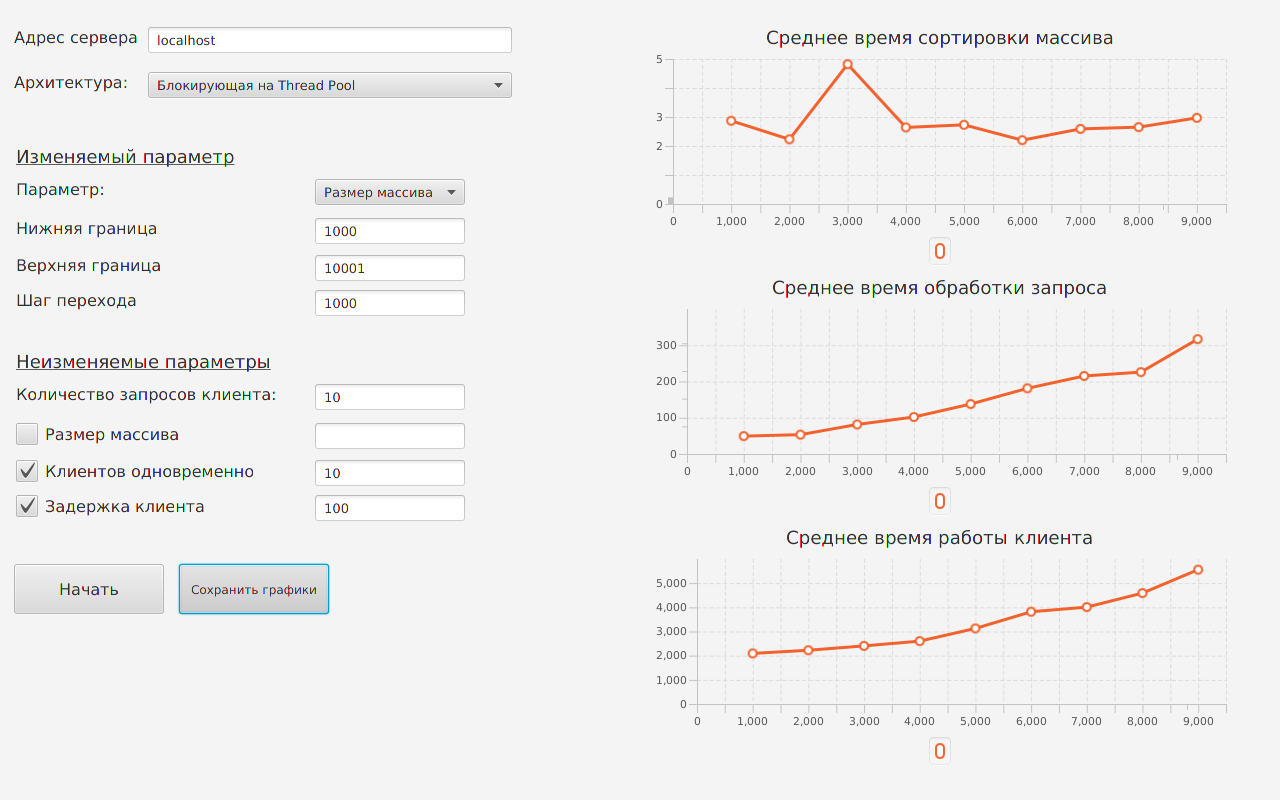 Адрес сервера localhost
Архитектура: Блокирующая на Thread Pool
Изменяемый параметр
Параметр: Размер массива
Нижняя граница 1000
Верхняя граница 10001
Шаг перехода 1000
Неизменяемые параметры
Количество запросов клиента: 10
Размер массива
Клиентов одновременно 10
Задержка клиента 100
Начать Сохранить графики
Среднее время сортировки массива
5
3
2
0
0 1,000 2,000 3,000 4,000 5,000 6,000 7,000 8,000 9,000
Среднее время обработки запроса
300
200
100
0
0 1,000 2,000 3,000 4,000 5,000 6,000 7,000 8,000 9,000
Среднее время работы клиента
5,000
4,000
3,000
2,000
1,000
0
0 1,000 2,000 3,000 4,000 5,000 6,000 7,000 8,000 9,000